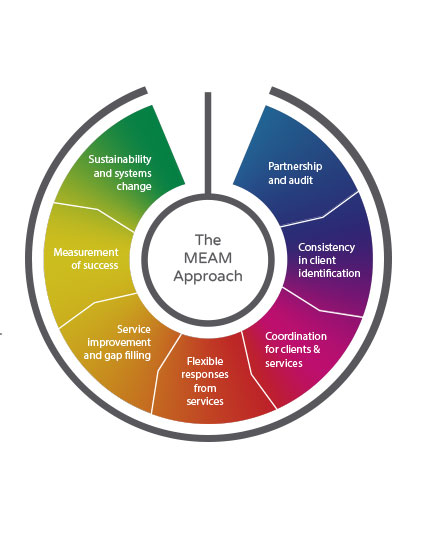 The
MEAM
Approach
Partnership
and audit
Consistency
in client
identification
Coordination
for clients &
services
Flexible
responses
from
services
Service
improvement
and gap filling
Measurement
of success
Sustainability
and systems
change